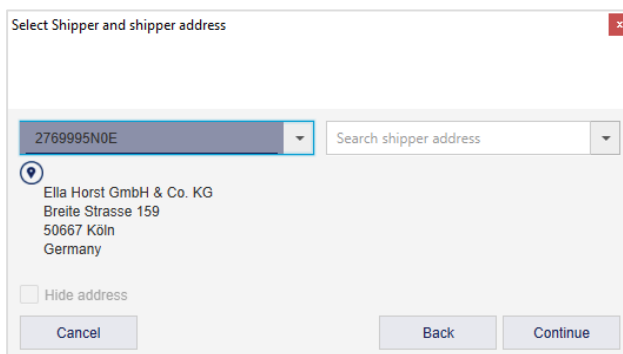 Select Shipper and shipper address
x
2769995N0E
Search shipper address
Ella Horst GmbH & Co. KG
Breite Strasse 159
50667 Köln
Germany
Hide address
Cancel
Back
Continue